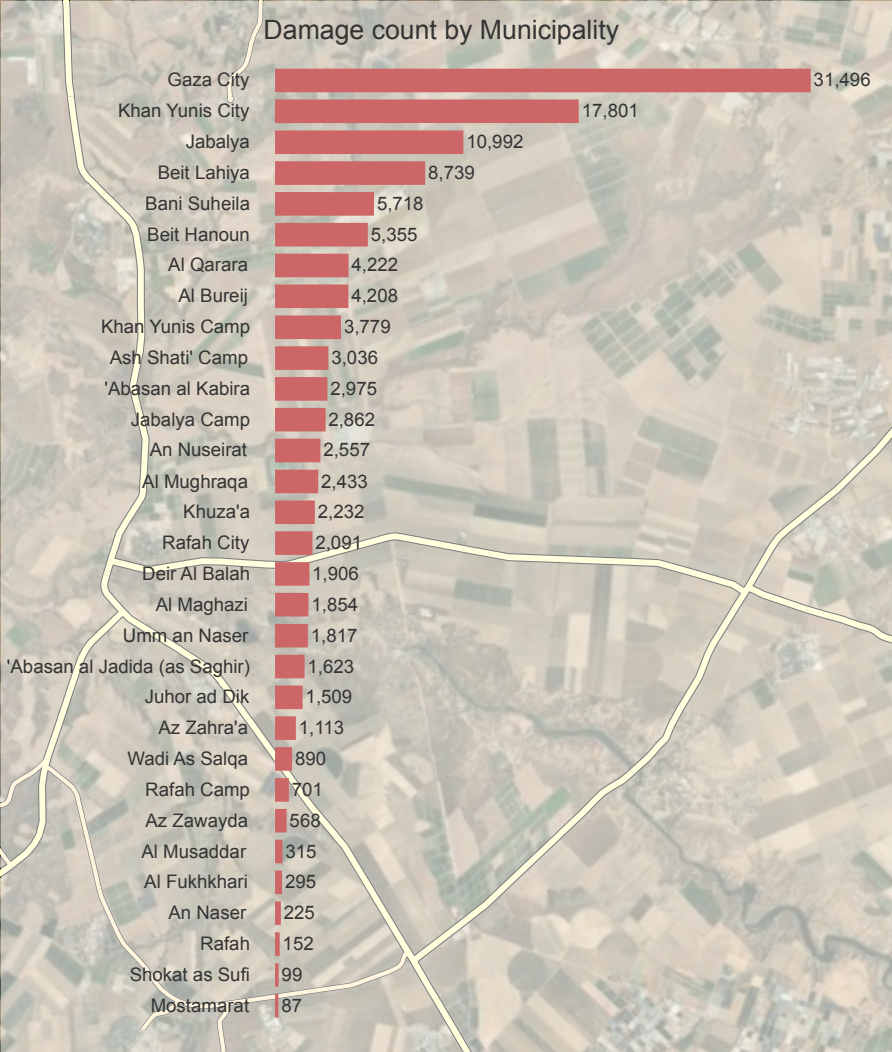 Damage count by Municipality
Gaza City 31,496
Khan Yunis City 17,801
Jabalya 10,992
Beit Lahiya 8,739
Bani Suheila 5,718
Beit Hanoun 5,355
Al Qarara 4,222
Al Bureij 4,208
Khan Yunis Camp 3,779
Ash Shati' Camp 3,036
'Abasan al Kabira 2,975
Jabalya Camp 2,862
An Nuseirat 2,557
Al Mughraqa 2,433
Khuza'a 2,232
Rafah City 2,091
Deir Al Balah 1,906
Al Maghazi 1,854
Umm an Naser 1,817
'Abasan al Jadida (as Saghir) 1,623
Juhor ad Dik 1,509
Az Zahra'a 1,113
Wadi As Salqa 890
Rafah Camp 701
Az Zawayda 568
Al Musaddar 315
Al Fukhkhari 295
An Naser 225
Rafah 152
Shokat as Sufi 99
Mostamarat 87